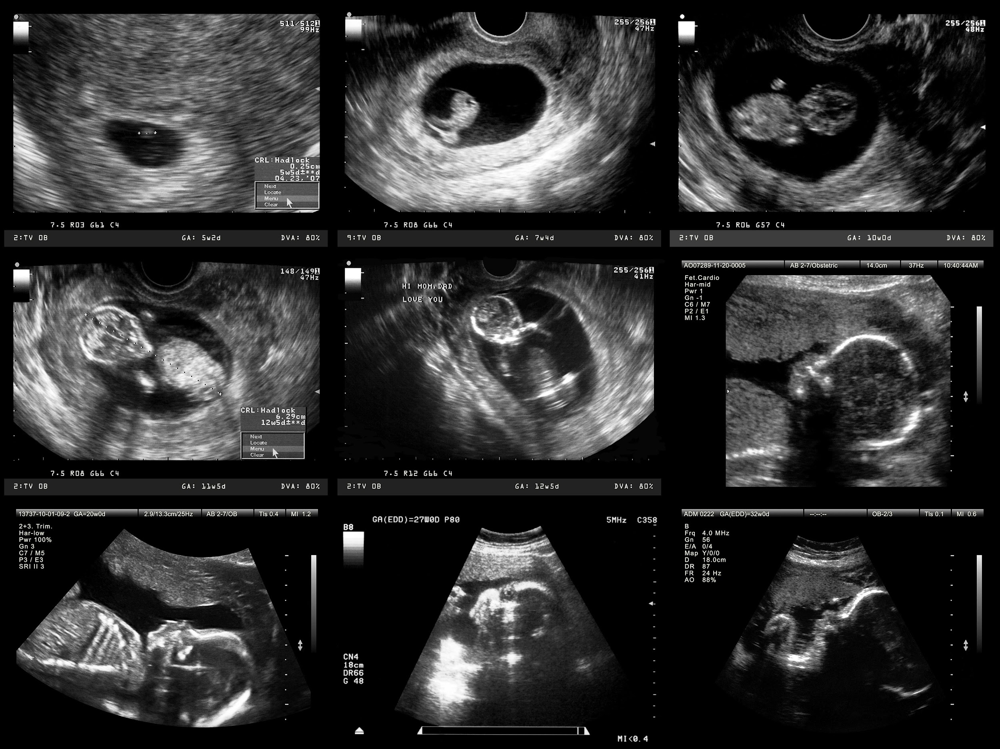 511/512 1
99Hz
CRL:Hadlock
0.25cm
5w5d±**d
04.23,'07
Next
Locate
Menu
Clear
7.5 R03 G61 C4
2:TV OB GA: 5w2d DVA: 80%
255/256 1
47Hz
7.5 R08 G66 C4
9:TV OB GA: 7w4d DVA: 80%
255/256 1
48Hz
7.5 R06 G57 C4
2:TV OB GA: 10w0d DVA: 80%
148/149 1
47Hz
CRL:Hadlock
6.29cm
12w5d±**d
Next
Locate
Menu
Clear
7.5 R08 G66 C4
2:TV OB GA: 11w5d DVA: 80%
255/256 1
41Hz
HI MOM,DAD
LOVE YOU
7.5 R12 G66 C4
2:TV OB GA: 12w5d DVA: 80%
AO07289-11-20-0005 AB 2-7/Obstetric 14.0cm 37Hz 10:40:44AM
Fet.Cardio
Har-mid
Pwr 1
Gn -1
C6 / M7
P2 / E1
MI 1.3
13737-10-01-09-2 GA=20w0d 2.9/13.3cm/25Hz AB 2-7/OB TIs 0.4 MI 1.2
2+3. Trim.
Har-low
Pwr 100%
Gn 3
C7 / M5
P3 / E3
SRI II 3
GA(EDD)=27W0D P80 5MHz C358
B8
CN4
18cm
DR66
G 48
MI<0.4
ADM 0222 GA(EDD)=32w0d --:--:-- OB-2/3 TIs 0.1 MI 0.6
B
Frq 4.0 MHz
Gn 56
E/A 0/4
Map Y/0/0
D 18.0cm
DR 87
FR 24 Hz
AO 88%